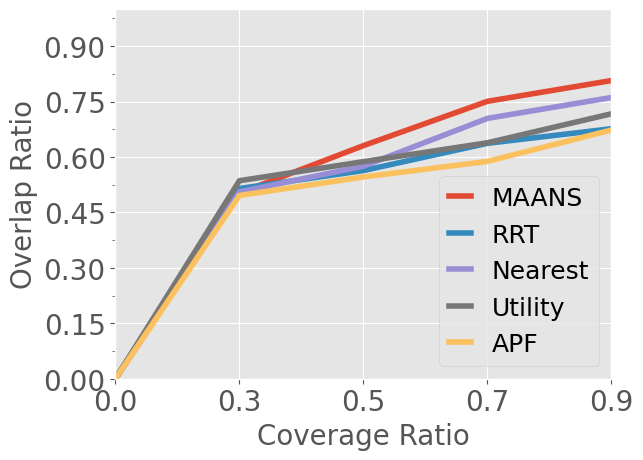 0.90
0.75
0.60
0.45
0.30
0.15
0.00
Overlap Ratio
MAANS
RRT
Nearest
Utility
APF
0.0 0.3 0.5 0.7 0.9
Coverage Ratio